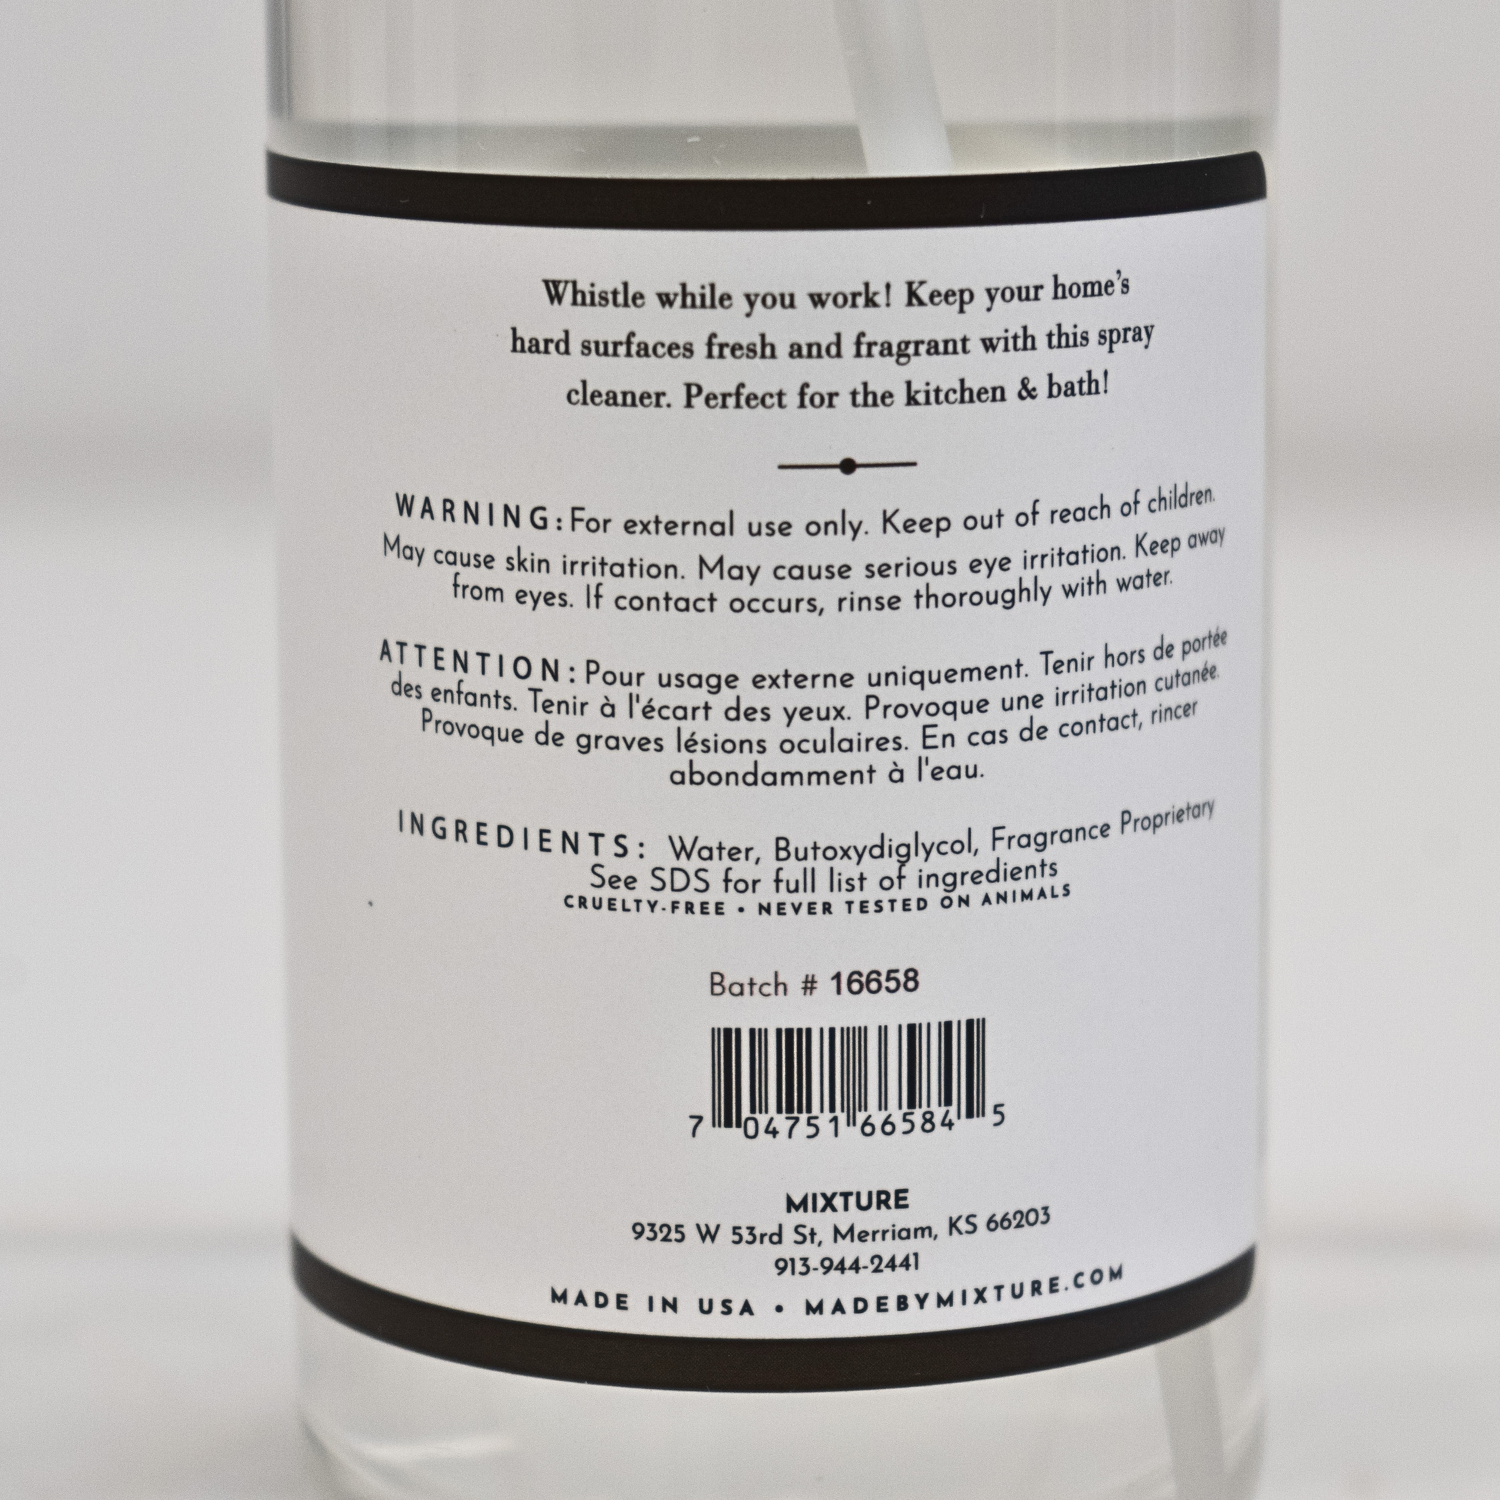 Whistle while you work! Keep your home's
hard surfaces fresh and fragrant with this spray
cleaner. Perfect for the kitchen & bath!
WARNING: For external use only. Keep out of reach of children.
May cause skin irritation. May cause serious eye irritation. Keep away
from eyes. If contact occurs, rinse thoroughly with water.
ATTENTION: Pour usage externe uniquement. Tenir hors de portée
des enfants. Tenir à l'écart des yeux. Provoque une irritation cutanée.
Provoque de graves lésions oculaires. En cas de contact, rincer
abondamment à l'eau.
INGREDIENTS: Water, Butoxydiglycol, Fragrance Proprietary
See SDS for full list of ingredients
CRUELTY-FREE • NEVER TESTED ON ANIMALS
Batch # 16658
7 04751 66584 5
MIXTURE
9325 W 53rd St, Merriam, KS 66203
913-944-2441
MADE IN USA • MADEBYMIXTURE.COM